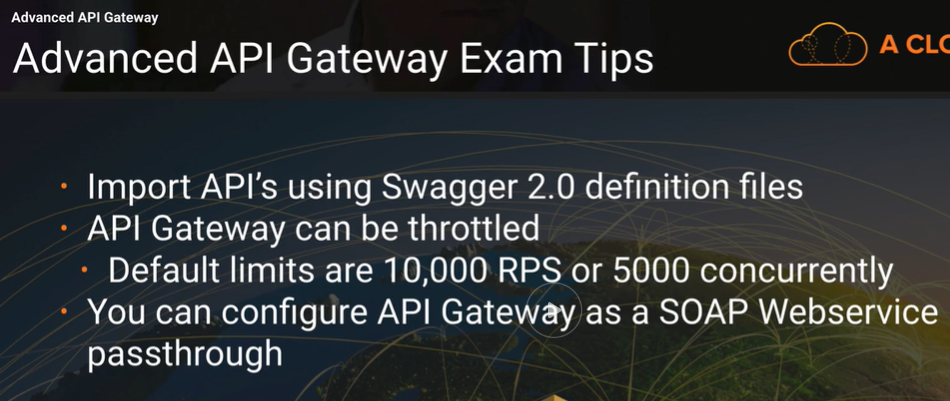 Advanced API Gateway
Advanced API Gateway Exam Tips
A CLO
• Import API’s using Swagger 2.0 definition files
• API Gateway can be throttled
• Default limits are 10,000 RPS or 5000 concurrently
• You can configure API Gateway as a SOAP Webservice
passthrough